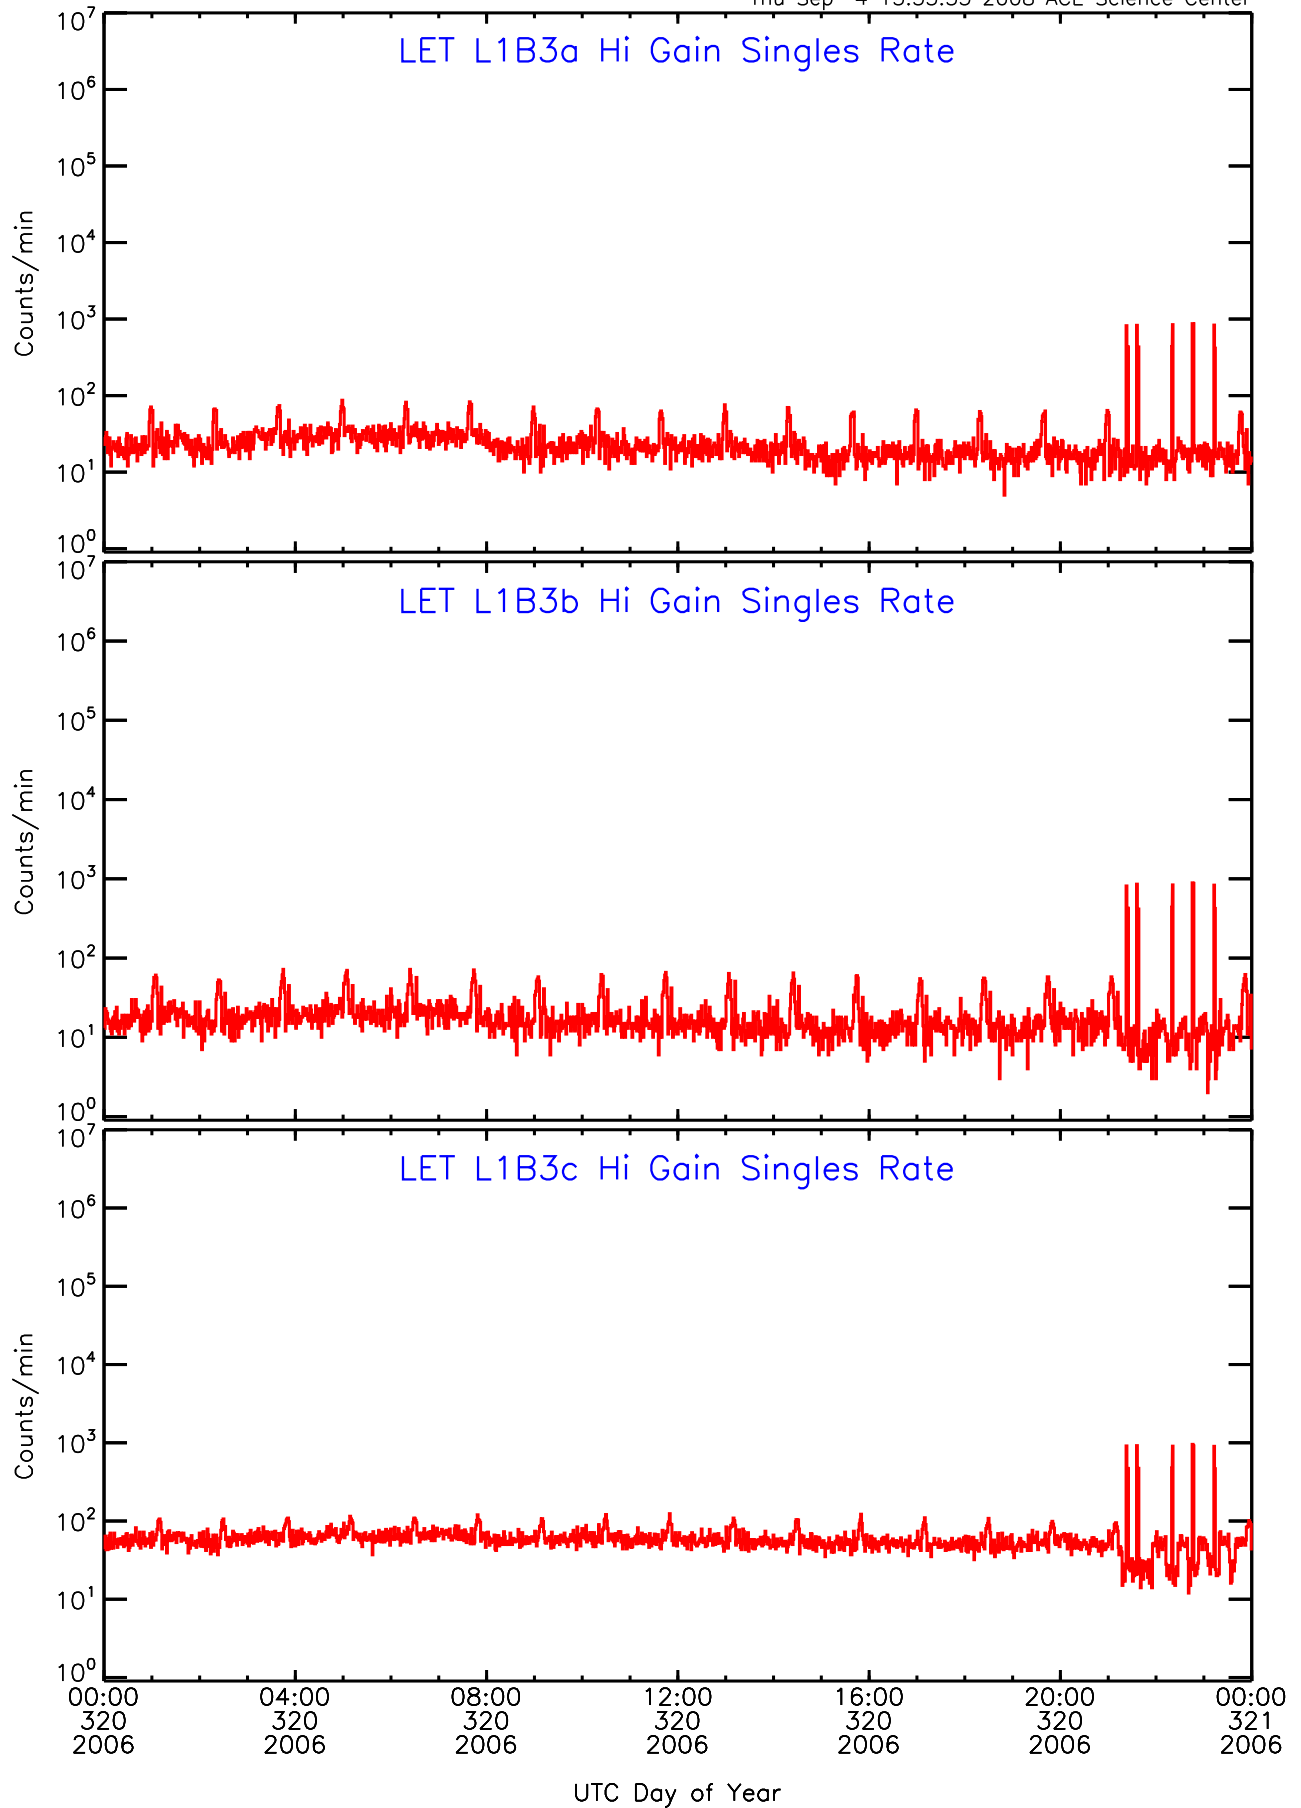 ACE Science Center
10^7
LET L1B3a Hi Gain Singles Rate
10^6
10^5
10^4
10^3
10^2
10^1
10^0
Counts/min
10^7
LET L1B3b Hi Gain Singles Rate
10^6
10^5
10^4
10^3
10^2
10^1
10^0
Counts/min
10^7
LET L1B3c Hi Gain Singles Rate
10^6
10^5
10^4
10^3
10^2
10^1
10^0
Counts/min
00:00 04:00 08:00 12:00 16:00 20:00 00:00
320 320 320 320 320 320 321
2006 2006 2006 2006 2006 2006 2006
UTC Day of Year